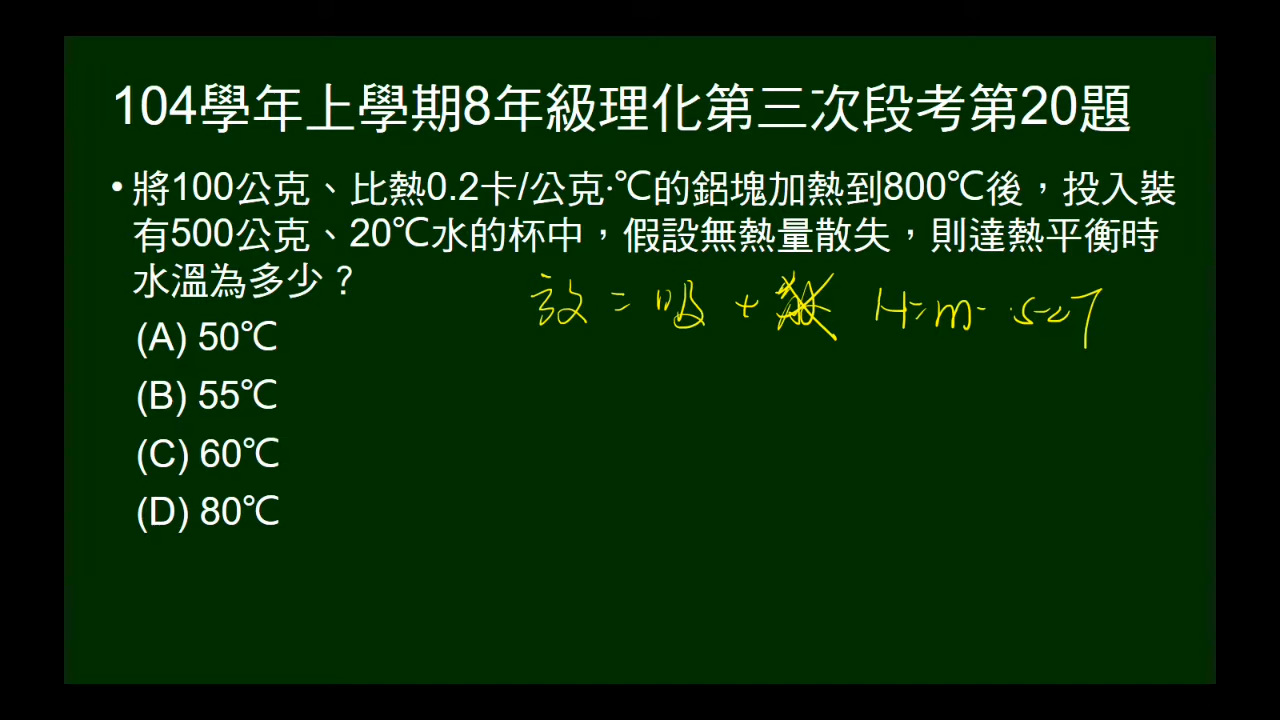 104學年上學期8年級理化第三次段考第20題
• 將100公克、比熱0.2卡/公克·℃的鋁塊加熱到800℃後，投入裝
有500公克、20℃水的杯中，假設無熱量散失，則達熱平衡時
水溫為多少？
放 = 吸 + 散 H=m·s·△T
(A) 50℃
(B) 55℃
(C) 60℃
(D) 80℃